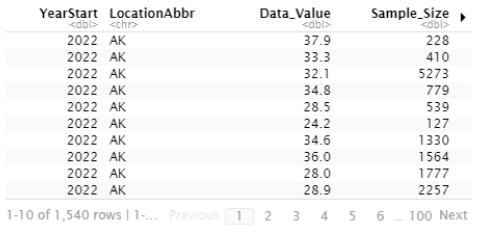 YearStart LocationAbbr Data_Value Sample_Size
<dbl> <chr> <dbl> <dbl>
2022 AK 37.9 228
2022 AK 33.3 410
2022 AK 32.1 5273
2022 AK 34.8 779
2022 AK 28.5 539
2022 AK 24.2 127
2022 AK 34.6 1330
2022 AK 36.0 1564
2022 AK 28.0 1777
2022 AK 28.9 2257
1-10 of 1,540 rows | 1-... Previous 1 2 3 4 5 6 ... 100 Next